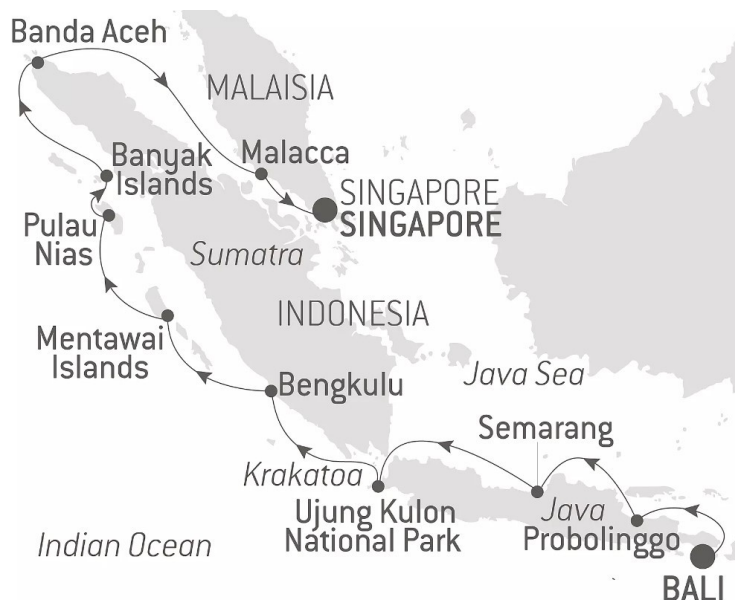 Banda Aceh
MALAISIA
Banyak
Islands
Malacca
SINGAPORE
SINGAPORE
Pulau
Nias
Sumatra
INDONESIA
Mentawai
Islands
Bengkulu
Java Sea
Semarang
Krakatoa
Ujung Kulon
National Park
Java
Probolinggo
Indian Ocean
BALI